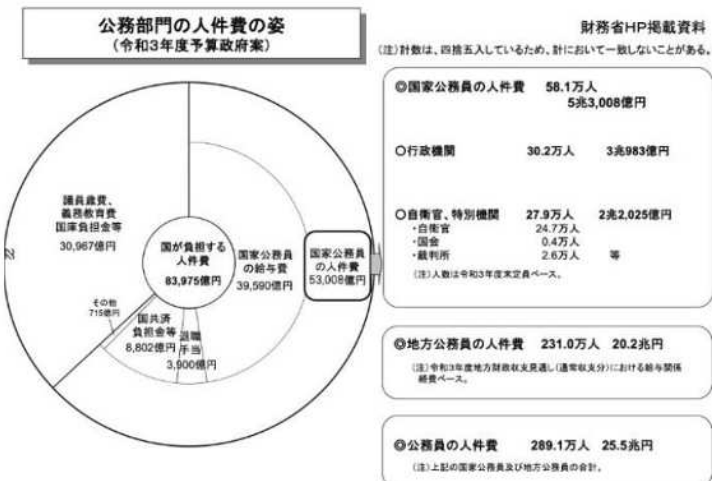 公務部門の人件費の姿
(令和3年度予算政府案)
財務省HP掲載資料
(注)計数は、四捨五入しているため、計において一致しないことがある。
議員歳費、
義務教育費
国庫負担金等
30,967億円
国が負担する
人件費
83,975億円
国家公務員
の給与費
39,590億円
国家公務員
の人件費
53,008億円
その他
715億円
国共済
負担金等
8,802億円
退職
手当
3,900億円
22
◎国家公務員の人件費 58.1万人
5兆3,008億円
○行政機関 30.2万人 3兆983億円
○自衛官、特別機関 27.9万人 2兆2,025億円
・自衛官 24.7万人
・国会 0.4万人
・裁判所 2.6万人 等
(注)人数は令和3年度末定員ベース。
◎地方公務員の人件費 231.0万人 20.2兆円
(注)令和3年度地方財政収支見通し(通常収支分)における給与関係
経費ベース。
◎公務員の人件費 289.1万人 25.5兆円
(注)上記の国家公務員及び地方公務員の合計。